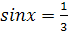 sinx = 1/3